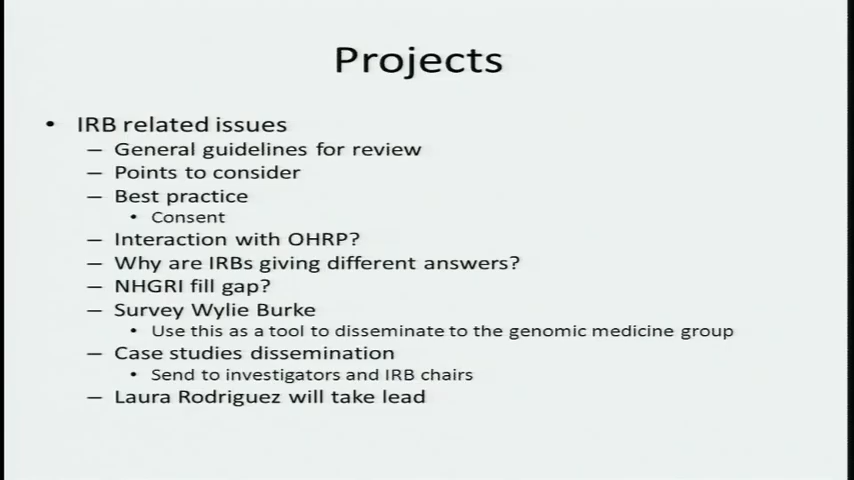 Projects
• IRB related issues
– General guidelines for review
– Points to consider
– Best practice
• Consent
– Interaction with OHRP?
– Why are IRBs giving different answers?
– NHGRI fill gap?
– Survey Wylie Burke
• Use this as a tool to disseminate to the genomic medicine group
– Case studies dissemination
• Send to investigators and IRB chairs
– Laura Rodriguez will take lead